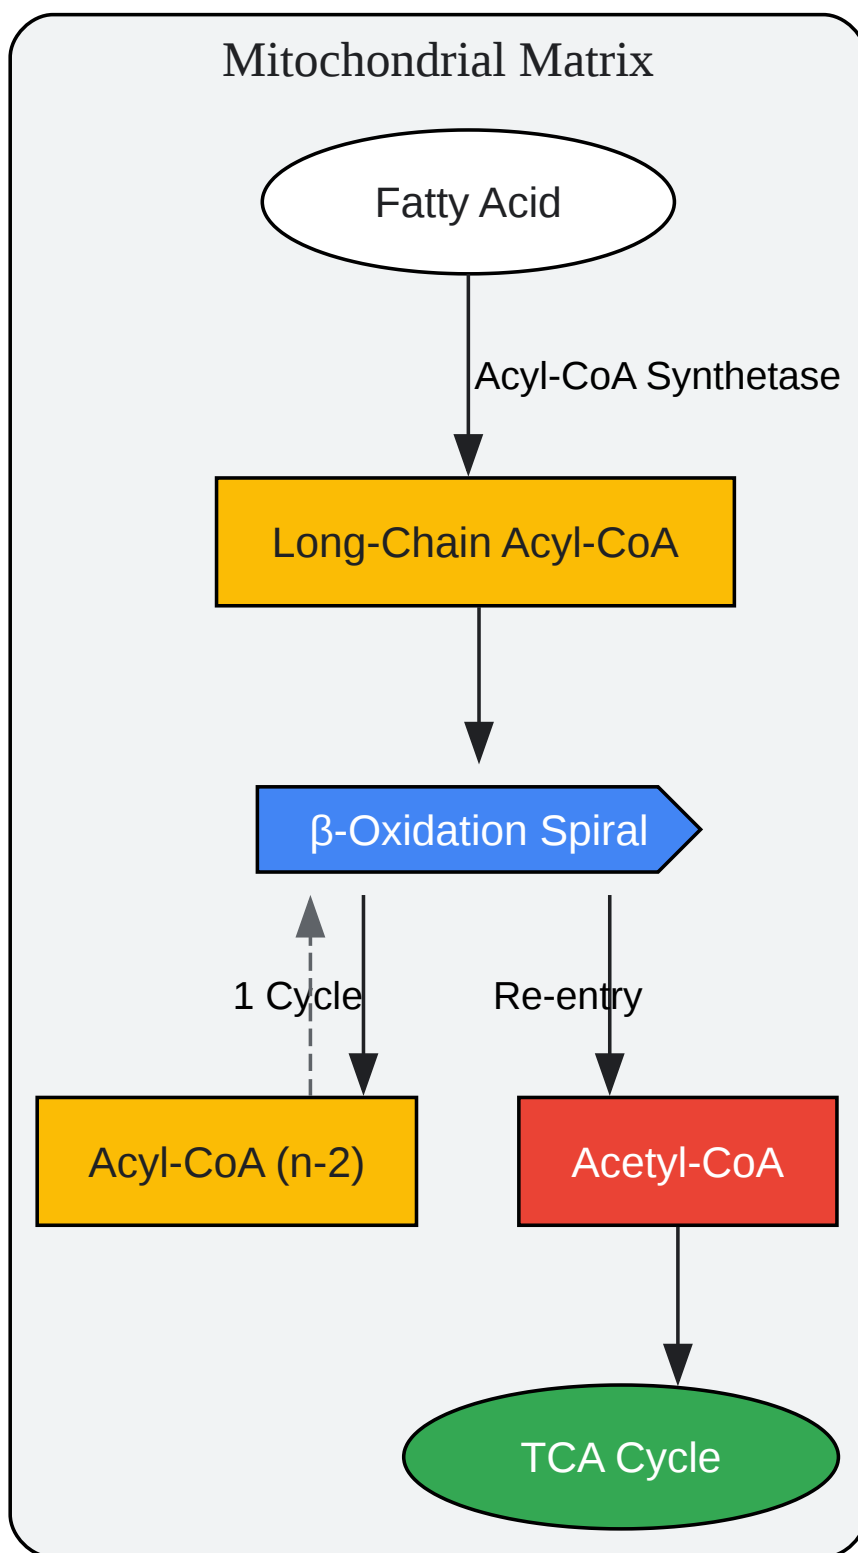 Mitochondrial Matrix
Fatty Acid
Acyl-CoA Synthetase
Long-Chain Acyl-CoA
β-Oxidation Spiral
1 Cycle
Re-entry
Acyl-CoA (n-2)
Acetyl-CoA
TCA Cycle